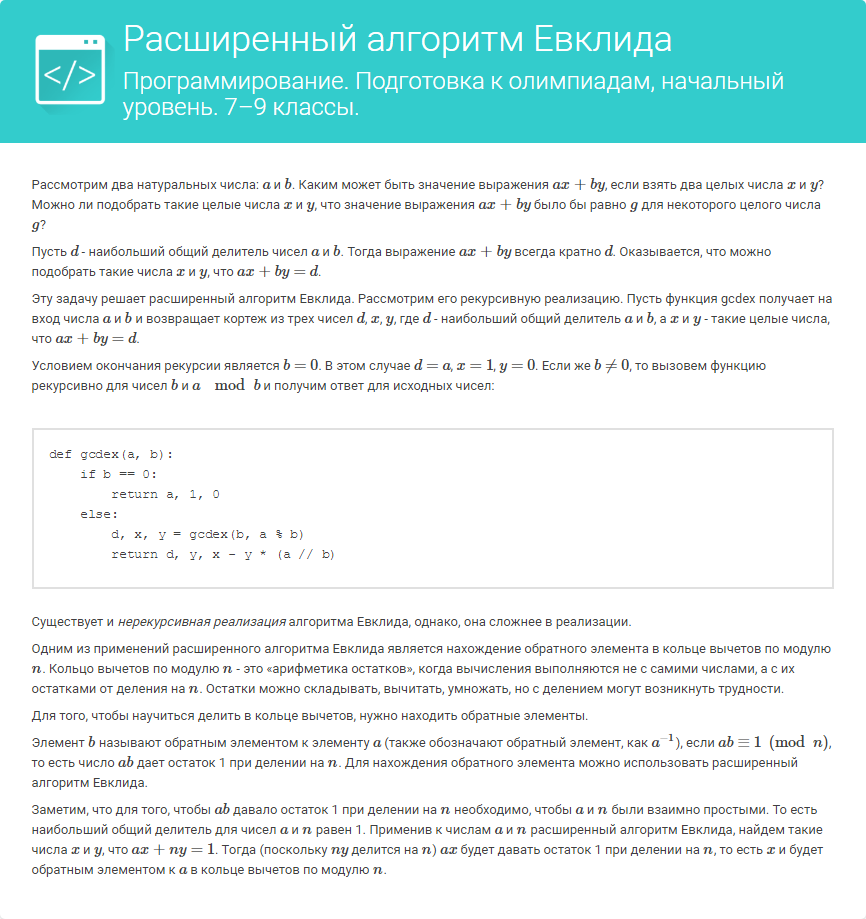 </>
Расширенный алгоритм Евклида
Программирование. Подготовка к олимпиадам, начальный
уровень. 7–9 классы.
Рассмотрим два натуральных числа: a и b. Каким может быть значение выражения ax + by, если взять два целых числа x и y?
Можно ли подобрать такие целые числа x и y, что значение выражения ax + by было бы равно g для некоторого целого числа
g?
Пусть d - наибольший общий делитель чисел a и b. Тогда выражение ax + by всегда кратно d. Оказывается, что можно
подобрать такие числа x и y, что ax + by = d.
Эту задачу решает расширенный алгоритм Евклида. Рассмотрим его рекурсивную реализацию. Пусть функция gcdex получает на
вход числа a и b и возвращает кортеж из трех чисел d, x, y, где d - наибольший общий делитель a и b, а x и y - такие целые числа,
что ax + by = d.
Условием окончания рекурсии является b = 0. В этом случае d = a, x = 1, y = 0. Если же b ≠ 0, то вызовем функцию
рекурсивно для чисел b и a mod b и получим ответ для исходных чисел:
def gcdex(a, b):
    if b == 0:
        return a, 1, 0
    else:
        d, x, y = gcdex(b, a % b)
        return d, y, x - y * (a // b)
Существует и нерекурсивная реализация алгоритма Евклида, однако, она сложнее в реализации.
Одним из применений расширенного алгоритма Евклида является нахождение обратного элемента в кольце вычетов по модулю
n. Кольцо вычетов по модулю n - это «арифметика остатков», когда вычисления выполняются не с самими числами, а с их
остатками от деления на n. Остатки можно складывать, вычитать, умножать, но с делением могут возникнуть трудности.
Для того, чтобы научиться делить в кольце вычетов, нужно находить обратные элементы.
Элемент b называют обратным элементом к элементу a (также обозначают обратный элемент, как a⁻¹), если ab ≡ 1 (mod n),
то есть число ab дает остаток 1 при делении на n. Для нахождения обратного элемента можно использовать расширенный
алгоритм Евклида.
Заметим, что для того, чтобы ab давало остаток 1 при делении на n необходимо, чтобы a и n были взаимно простыми. То есть
наибольший общий делитель для чисел a и n равен 1. Применив к числам a и n расширенный алгоритм Евклида, найдем такие
числа x и y, что ax + ny = 1. Тогда (поскольку ny делится на n) ax будет давать остаток 1 при делении на n, то есть x и будет
обратным элементом к a в кольце вычетов по модулю n.